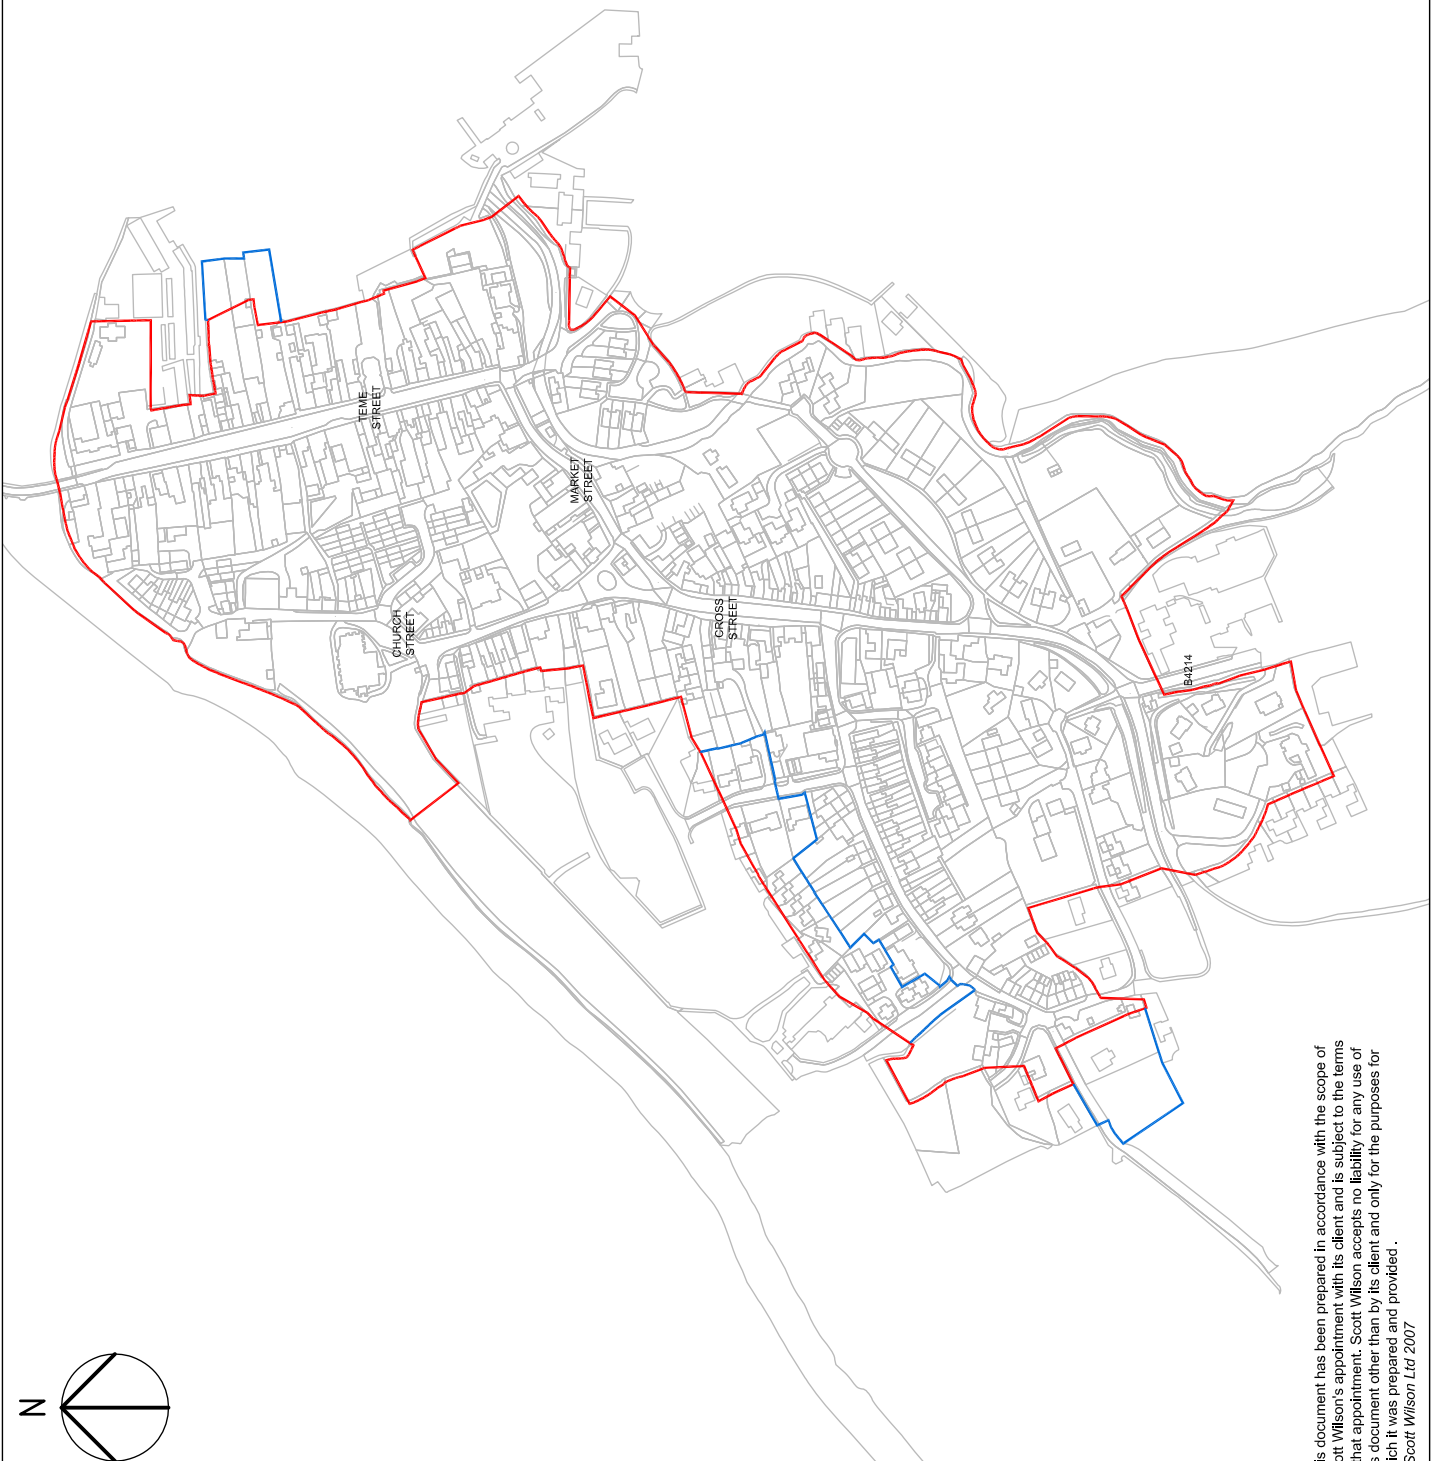 N
TEME
STREET
MARKET
STREET
CHURCH
STREET
CROSS
STREET
B4214
is document has been prepared in accordance with the scope of
ott Wilson's appointment with its client and is subject to the terms
hat appointment. Scott Wilson accepts no liability for any use of
s document other than by its client and only for the purposes for
ich it was prepared and provided.
Scott Wilson Ltd 2007